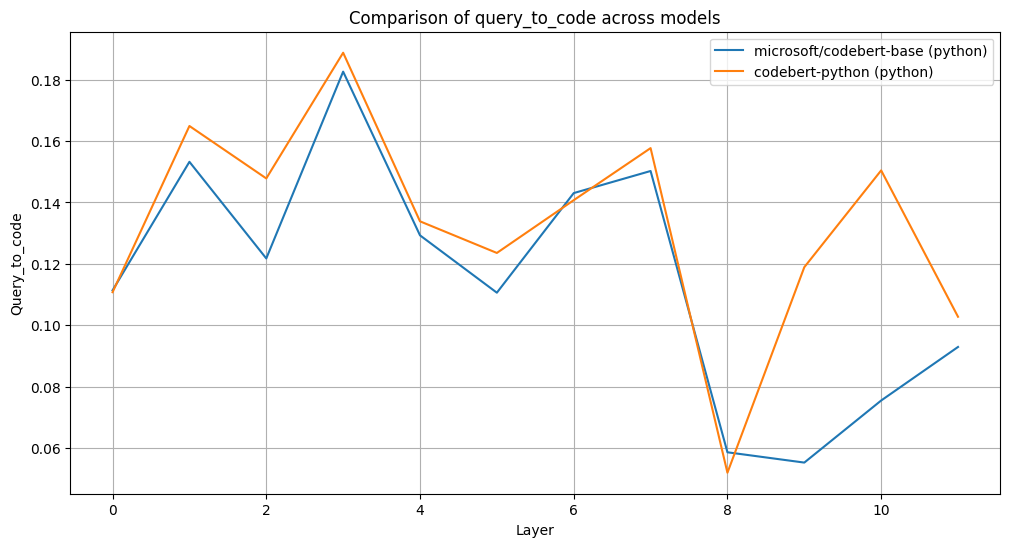 Comparison of query_to_code across models
microsoft/codebert-base (python)
codebert-python (python)
Query_to_code
0.18
0.16
0.14
0.12
0.10
0.08
0.06
0 2 4 6 8 10
Layer